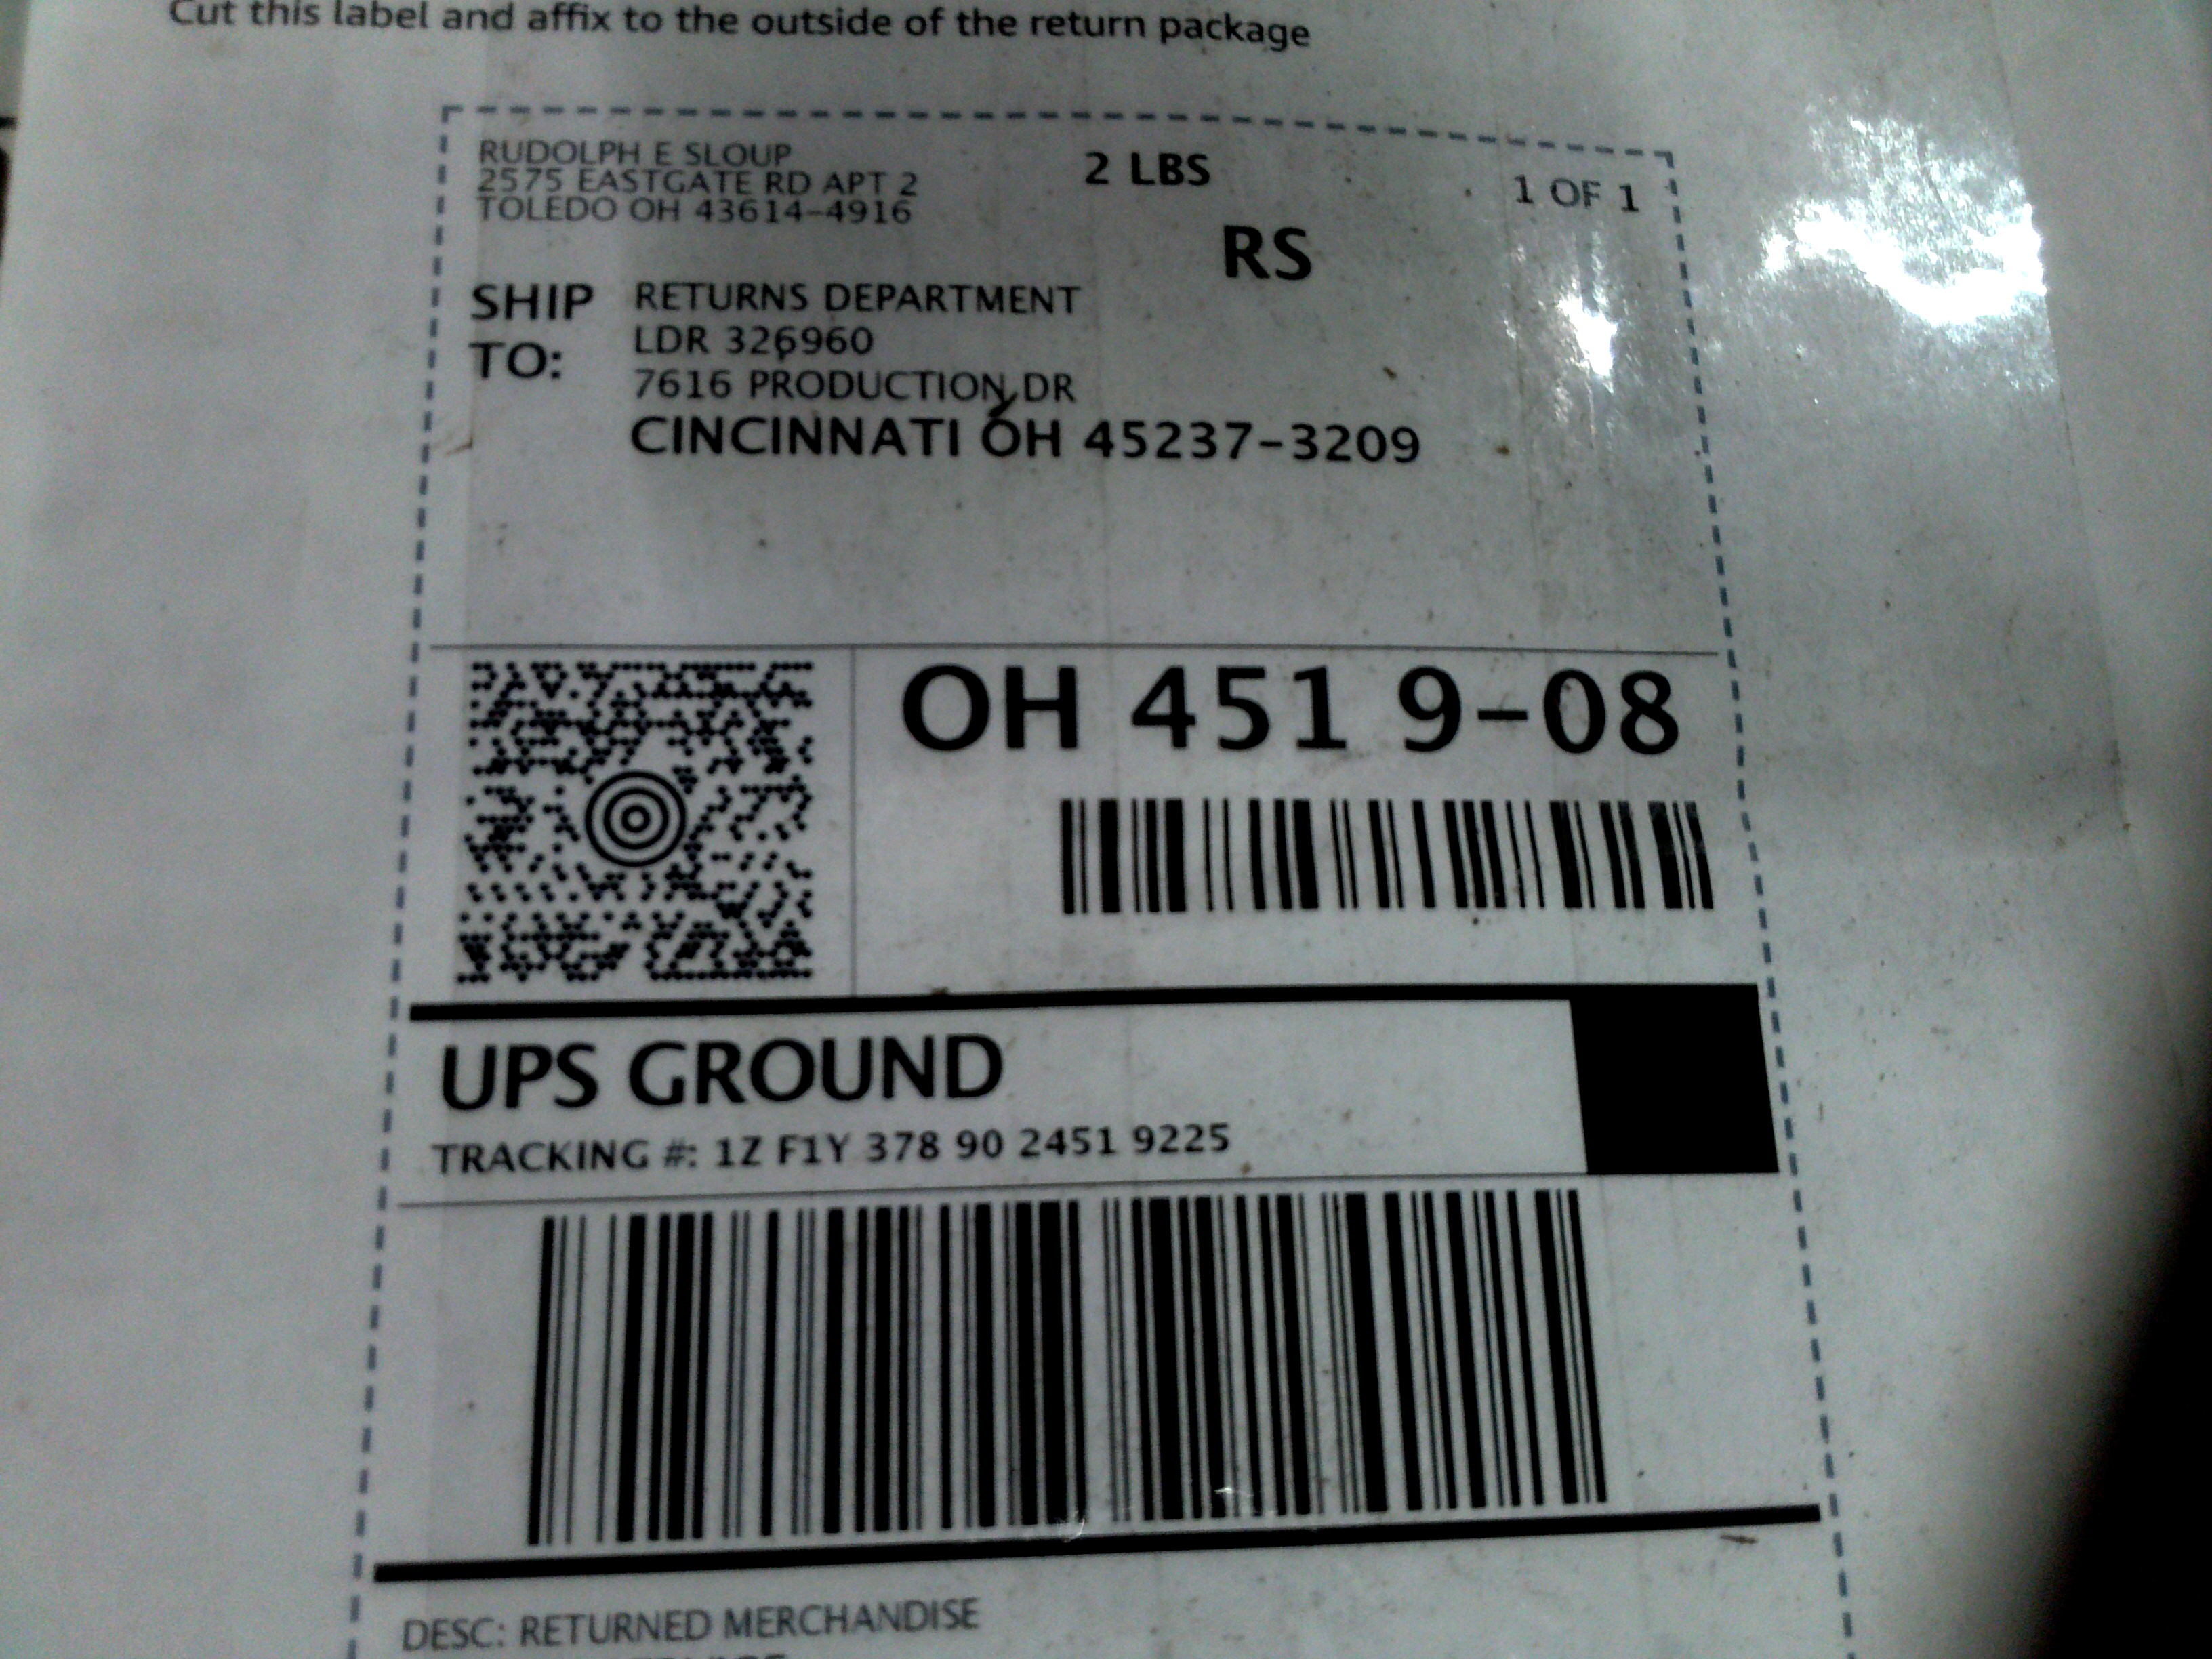 Cut this label and affix to the outside of the return package
RUDOLPH E SLOUP
2575 EASTGATE RD APT 2
TOLEDO OH 43614-4916
2 LBS
1 OF 1
RS
SHIP TO:
RETURNS DEPARTMENT
LDR 326960
7616 PRODUCTION DR
CINCINNATI OH 45237-3209
OH 451 9-08
UPS GROUND
TRACKING #: 1Z F1Y 378 90 2451 9225
DESC: RETURNED MERCHANDISE